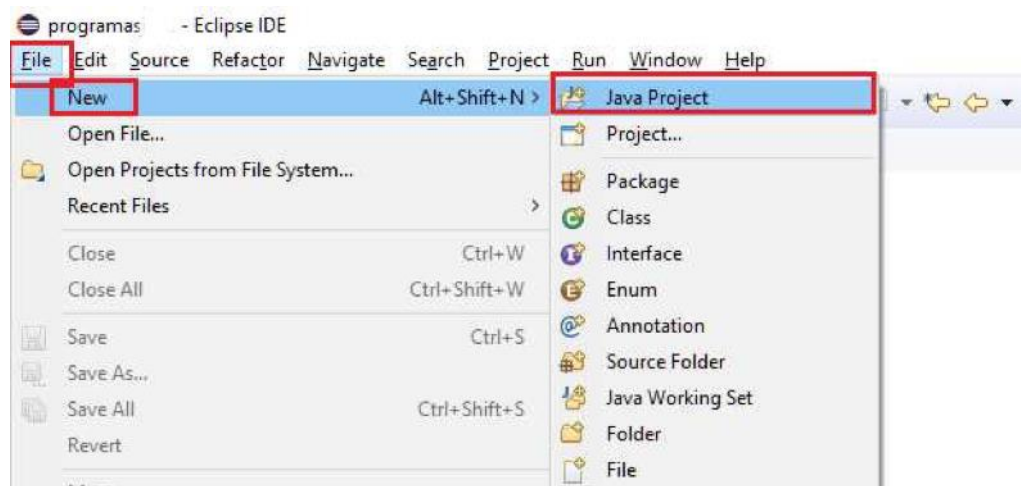 programas - Eclipse IDE
File Edit Source Refactor Navigate Search Project Run Window Help
New Alt+Shift+N >
Open File...
Open Projects from File System...
Recent Files >
Close Ctrl+W
Close All Ctrl+Shift+W
Save Ctrl+S
Save As...
Save All Ctrl+Shift+S
Revert
Java Project
Project...
Package
Class
Interface
Enum
Annotation
Source Folder
Java Working Set
Folder
File